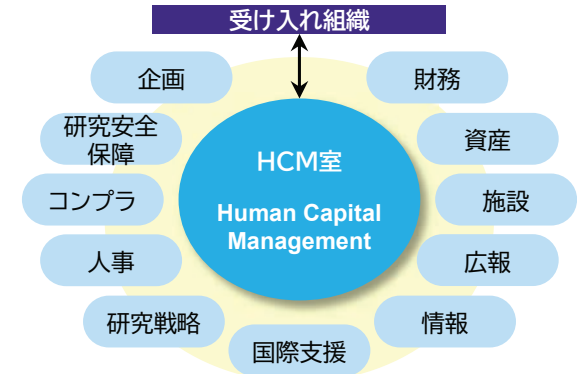 受け入れ組織
企画
財務
研究安全
保障
資産
HCM室
コンプラ
施設
Human Capital
Management
人事
広報
研究戦略
情報
国際支援